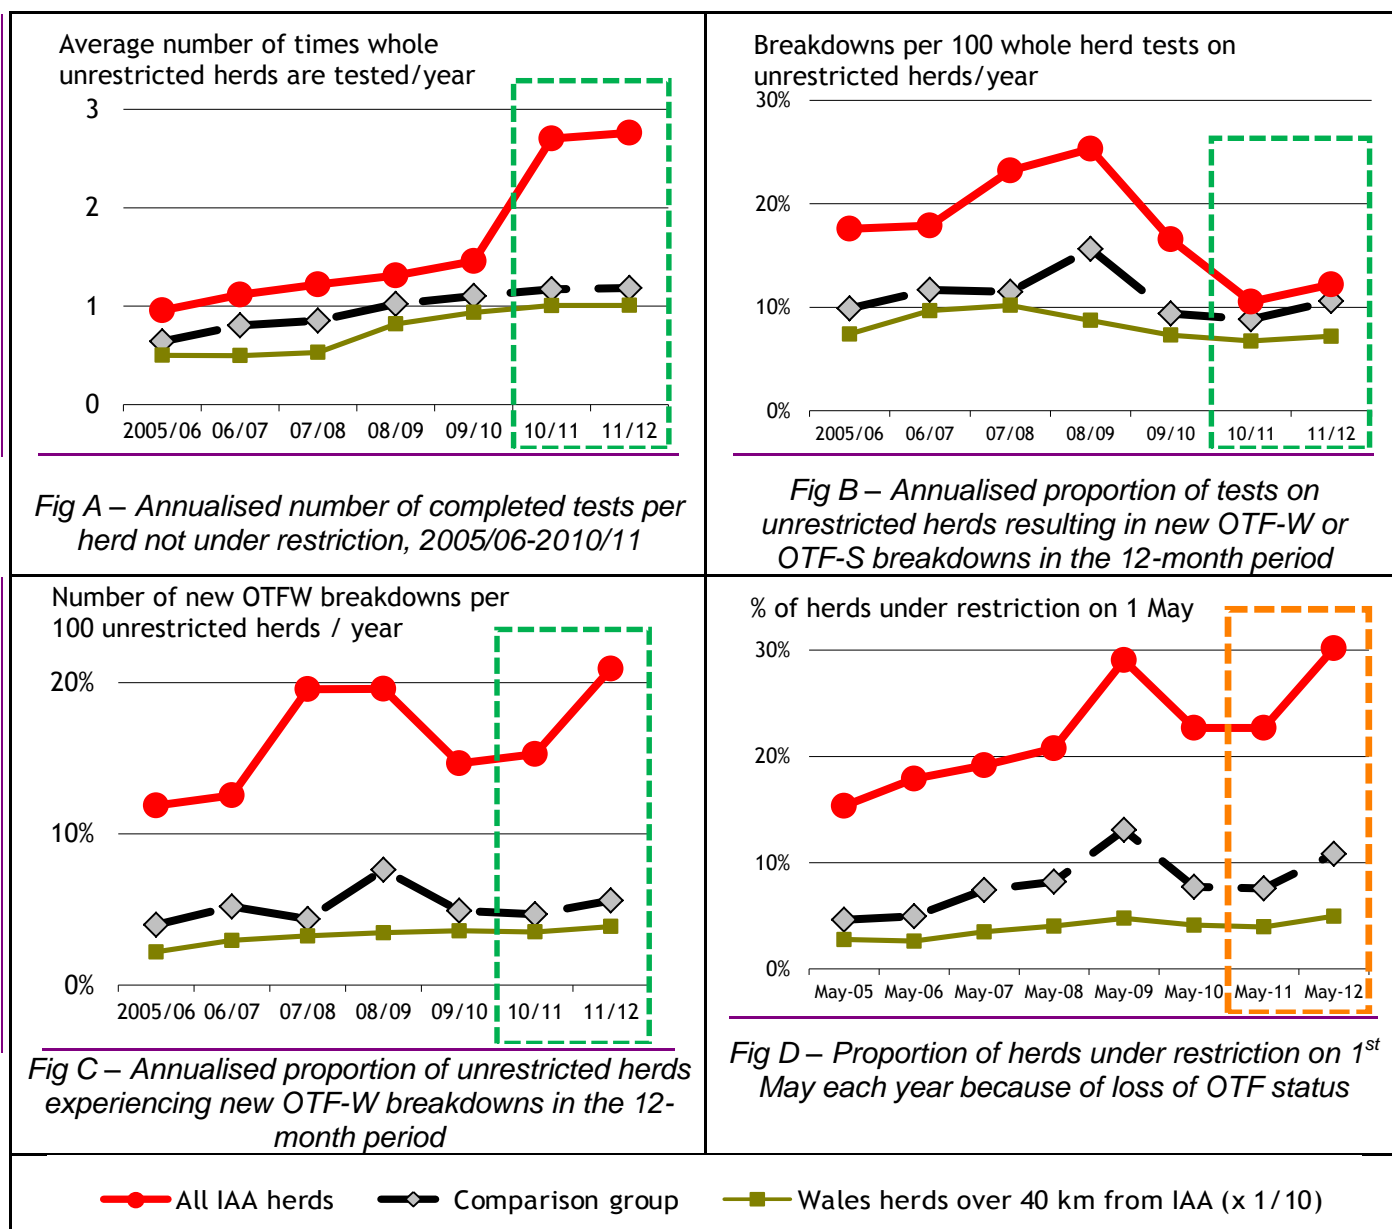 Average number of times whole
unrestricted herds are tested/year
3
2
1
0
2005/06 06/07 07/08 08/09 09/10 10/11 11/12
Fig A – Annualised number of completed tests per
herd not under restriction, 2005/06-2010/11
Breakdowns per 100 whole herd tests on
unrestricted herds/year
30%
20%
10%
0%
2005/06 06/07 07/08 08/09 09/10 10/11 11/12
Fig B – Annualised proportion of tests on
unrestricted herds resulting in new OTF-W or
OTF-S breakdowns in the 12-month period
Number of new OTFW breakdowns per
100 unrestricted herds / year
20%
10%
0%
2005/06 06/07 07/08 08/09 09/10 10/11 11/12
Fig C – Annualised proportion of unrestricted herds
experiencing new OTF-W breakdowns in the 12-
month period
% of herds under restriction on 1 May
30%
20%
10%
0%
May-05 May-06 May-07 May-08 May-09 May-10 May-11 May-12
Fig D – Proportion of herds under restriction on 1st
May each year because of loss of OTF status
All IAA herds Comparison group Wales herds over 40 km from IAA (x 1/10)